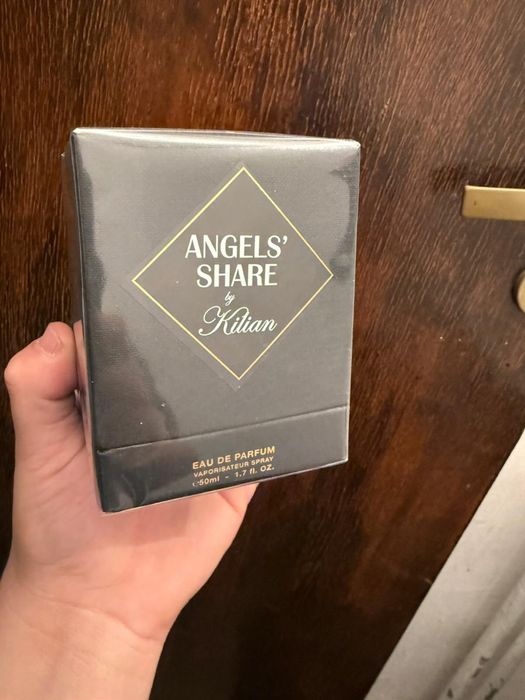 ANGELS'
SHARE
by
Kilian
EAU DE PARFUM
VAPORISATEUR SPRAY
℮50ml - 1.7 fl. oz.